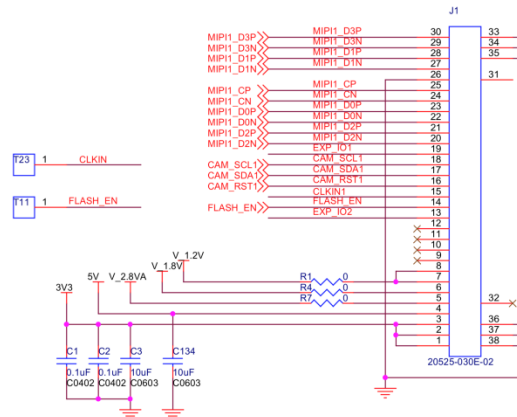 J1
MIPI1_D3P MIPI1_D3P 30 33
MIPI1_D3N MIPI1_D3N 29 34
MIPI1_D1P MIPI1_D1P 28 35
MIPI1_D1N MIPI1_D1N 27
26 31
MIPI1_CP MIPI1_CP 25
MIPI1_CN MIPI1_CN 24
MIPI1_D0P MIPI1_D0P 23
MIPI1_D0N MIPI1_D0N 22
MIPI1_D2P MIPI1_D2P 21
MIPI1_D2N MIPI1_D2N 20
EXP_IO1 19
T23 1 CLKIN CAM_SCL1 CAM_SCL1 18
CAM_SDA1 CAM_SDA1 17
CAM_RST1 CAM_RST1 16
CLKIN1 15
T11 1 FLASH_EN FLASH_EN FLASH_EN 14
EXP_IO2 13
12
11
10
9
V_1.2V 8
V_1.8V R1 0 7
5V V_2.8VA R4 0 6
3V3 R7 0 5 32
4
3 36
2 37
1 38
C1 C2 C3 C134 20525-030E-02
0.1uF 0.1uF 10uF 10uF
C0402 C0402 C0603 C0603